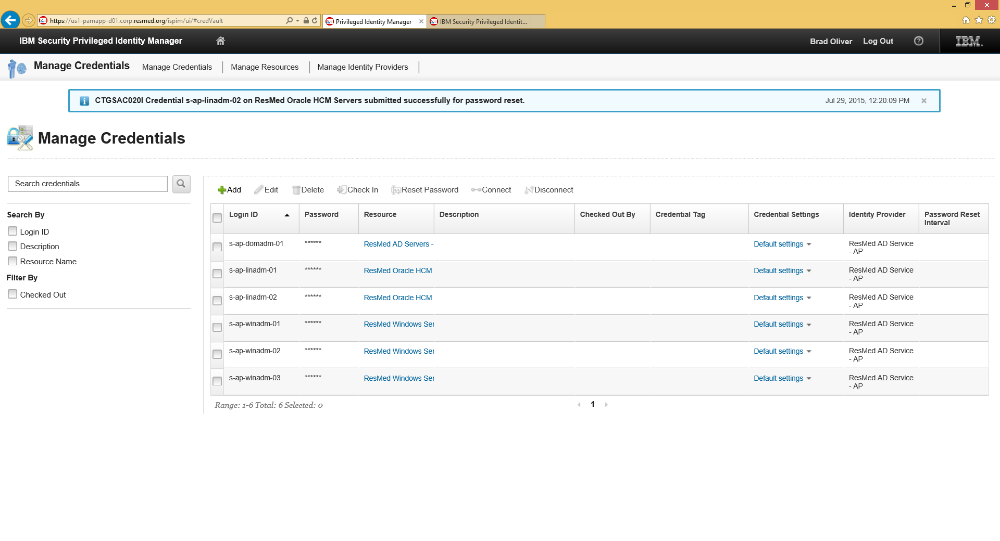 https://us1-pamapp-d01.corp.resmed.org/ispim/ui/#credVault
Privileged Identity Manager
IBM Security Privileged Identit...
IBM Security Privileged Identity Manager
Brad Oliver
Log Out
?
IBM
Manage Credentials
Manage Credentials
Manage Resources
Manage Identity Providers
CTGSAC020I Credential s-ap-linadm-02 on ResMed Oracle HCM Servers submitted successfully for password reset.
Jul 29, 2015, 12:20:09 PM
Manage Credentials
Search credentials
Search By
Login ID
Description
Resource Name
Filter By
Checked Out
Add
Edit
Delete
Check In
Reset Password
Connect
Disconnect
Login ID
Password
Resource
Description
Checked Out By
Credential Tag
Credential Settings
Identity Provider
Password Reset
Interval
s-ap-domadm-01
******
ResMed AD Servers -
Default settings
ResMed AD Service
- AP
s-ap-linadm-01
******
ResMed Oracle HCM
Default settings
ResMed AD Service
- AP
s-ap-linadm-02
******
ResMed Oracle HCM
Default settings
ResMed AD Service
- AP
s-ap-winadm-01
******
ResMed Windows Ser
Default settings
ResMed AD Service
- AP
s-ap-winadm-02
******
ResMed Windows Ser
Default settings
ResMed AD Service
- AP
s-ap-winadm-03
******
ResMed Windows Ser
Default settings
ResMed AD Service
- AP
Range: 1-6 Total: 6 Selected: 0
1